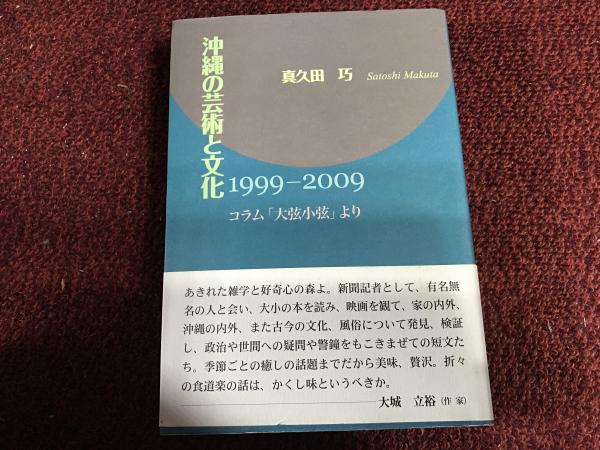 沖縄の芸術と文化
真久田 巧 Satoshi Makuta
1999–2009
コラム「大弦小弦」より
あきれた雑学と好奇心の森よ。新聞記者として、有名無
名の人と会い、大小の本を読み、映画を観て、家の内外、
沖縄の内外、また古今の文化、風俗について発見、検証
し、政治や世間への疑問や警鐘をもこきまぜての短文た
ち。季節ごとの癒しの話題までだから美味、贅沢。折々
の食道楽の話は、かくし味というべきか。
大城 立裕（作 家）